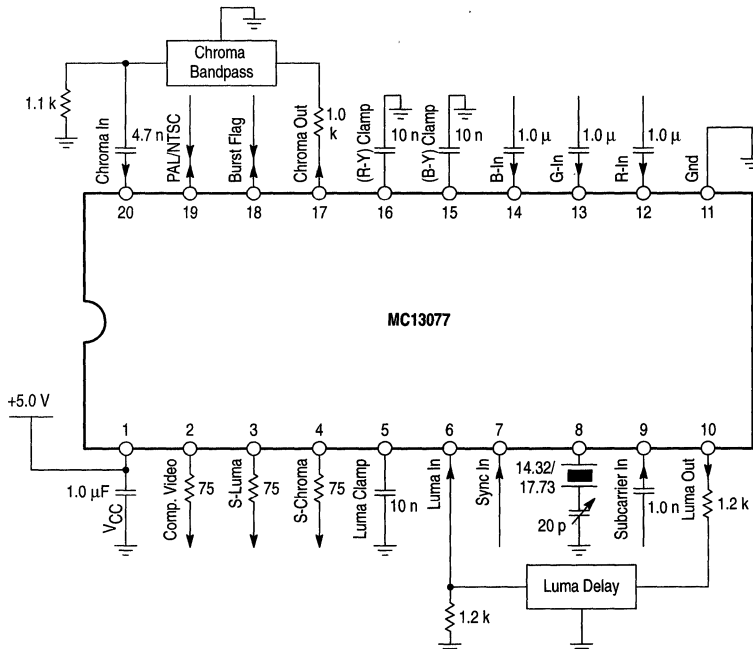 Chroma
Bandpass
1.1 k
4.7 n
Chroma In
PAL/NTSC
Burst Flag
Chroma Out
1.0
k
(R-Y) Clamp
10 n
(B-Y) Clamp
10 n
B-In
1.0 μ
G-In
1.0 μ
R-In
1.0 μ
Gnd
20
19
18
17
16
15
14
13
12
11
MC13077
+5.0 V
1
2
3
4
5
6
7
8
9
10
1.0 μF
VCC
Comp. Video
75
S-Luma
75
S-Chroma
75
Luma Clamp
10 n
Luma In
Sync In
14.32/
17.73
20 p
Subcarrier In
1.0 n
Luma Out
1.2 k
Luma Delay
1.2 k